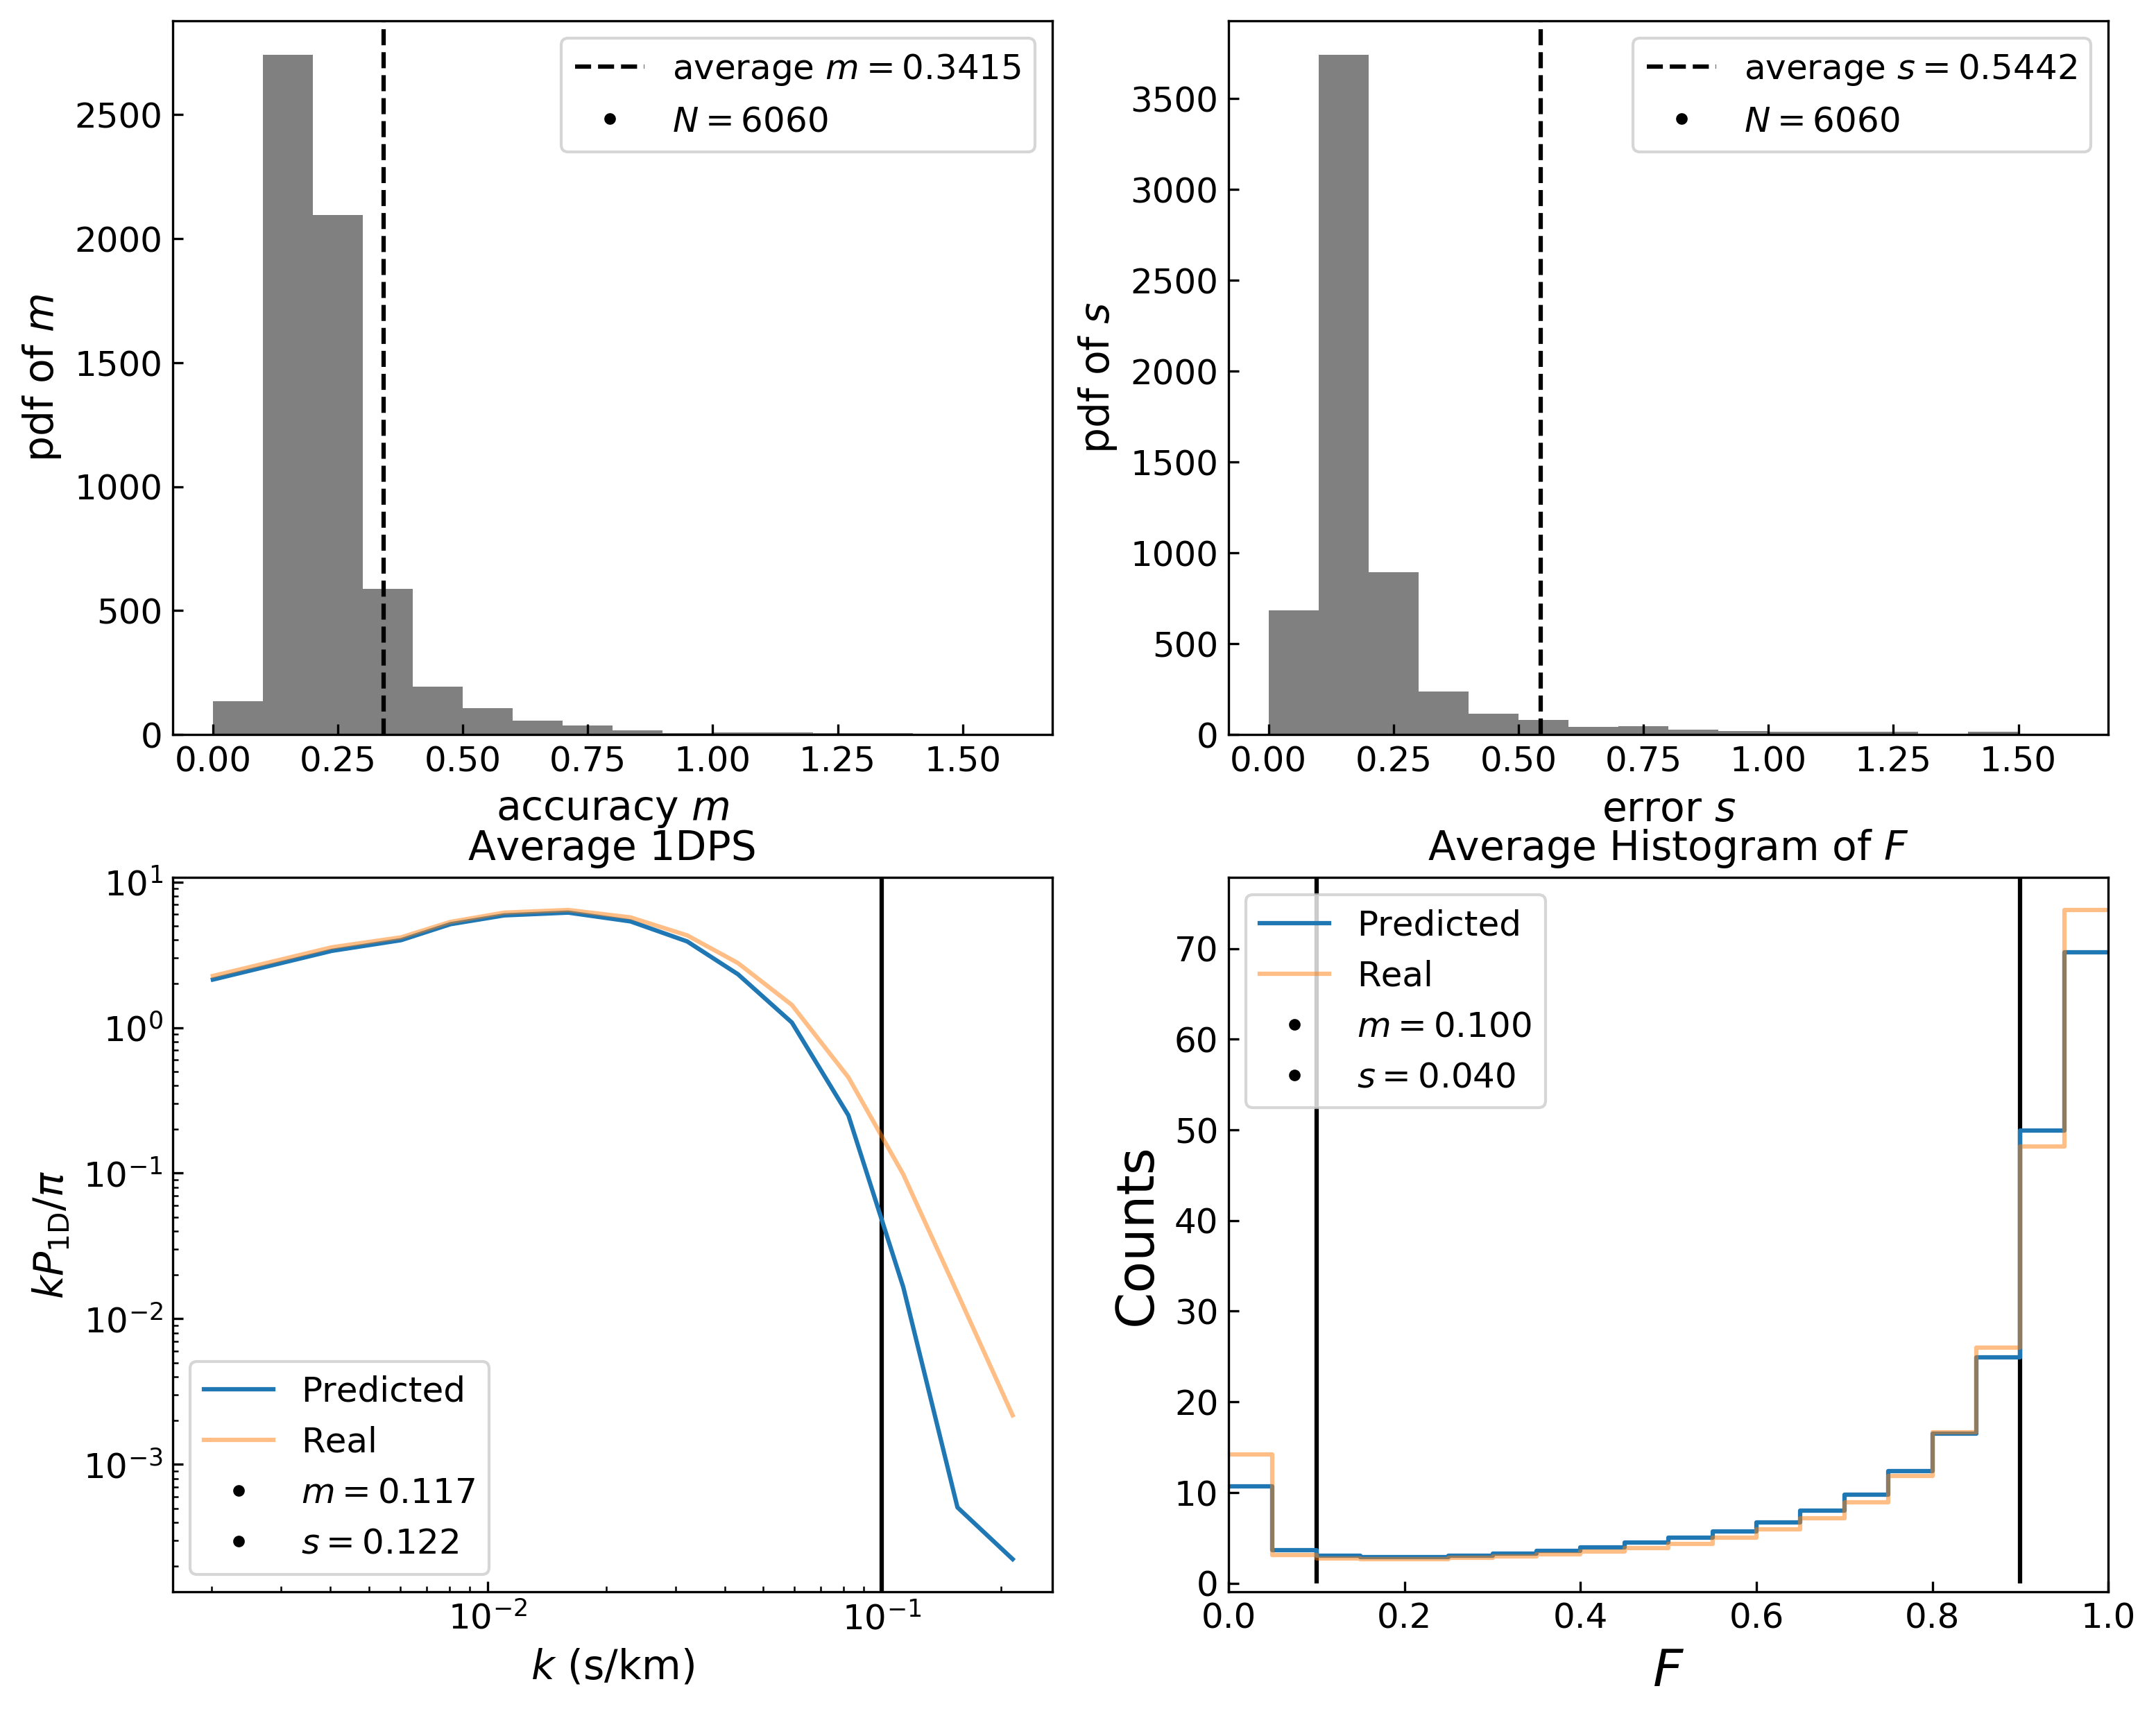 average m = 0.3415
N = 6060
2500
2000
1500
1000
500
0
pdf of m
0.00 0.25 0.50 0.75 1.00 1.25 1.50
accuracy m
average s = 0.5442
N = 6060
3500
3000
2500
2000
1500
1000
500
0
pdf of s
0.00 0.25 0.50 0.75 1.00 1.25 1.50
error s
Average 1DPS
10^1
10^0
10^−1
10^−2
10^−3
kP_1D/π
Predicted
Real
m = 0.117
s = 0.122
10^−2 10^−1
k (s/km)
Average Histogram of F
Predicted
Real
m = 0.100
s = 0.040
70
60
50
40
30
20
10
0
Counts
0.0 0.2 0.4 0.6 0.8 1.0
F